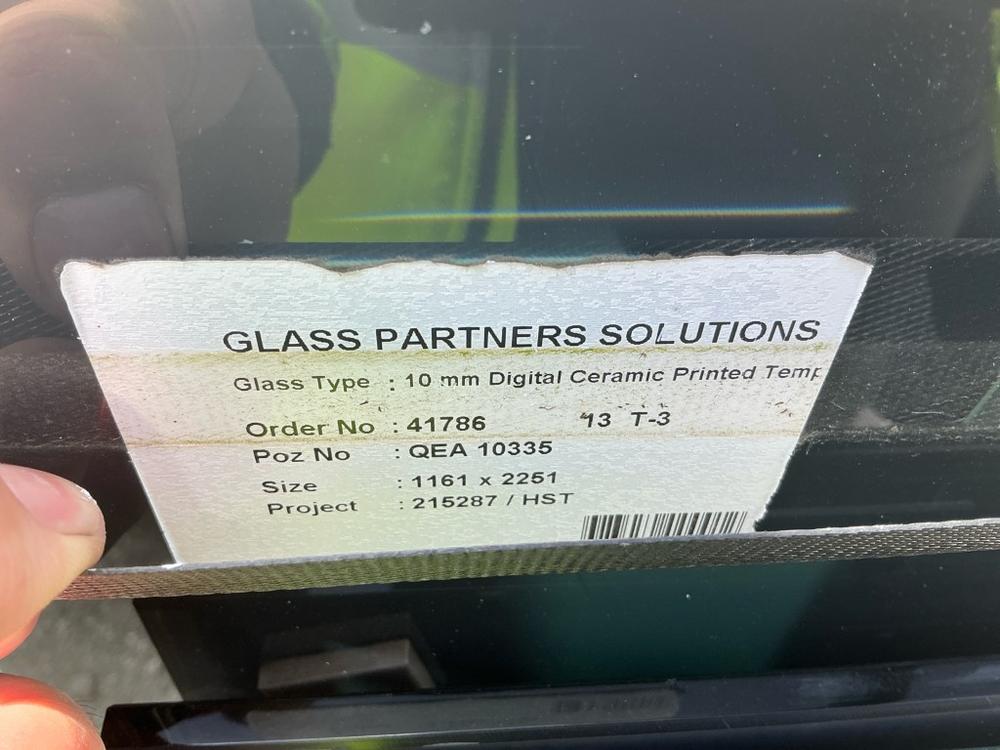 GLASS PARTNERS SOLUTIONS
Glass Type : 10 mm Digital Ceramic Printed Temp
Order No : 41786 13 T-3
Poz No : QEA 10335
Size : 1161 x 2251
Project : 215287 / HST